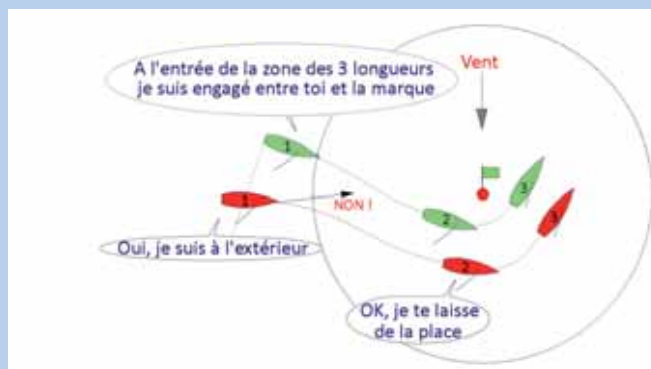 A l'entrée de la zone des 3 longueurs
je suis engagé entre toi et la marque
Vent
1
1
NON !
Oui, je suis à l'extérieur
2
3
3
2
OK, je te laisse
de la place